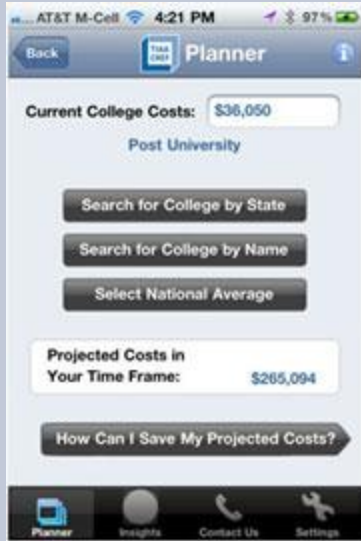 AT&T M-Cell 4:21 PM 97%
Back TIAA CREF Planner i
Current College Costs: $36,050
Post University
Search for College by State
Search for College by Name
Select National Average
Projected Costs in
Your Time Frame: $265,094
How Can I Save My Projected Costs?
Planner Insights Contact Us Settings